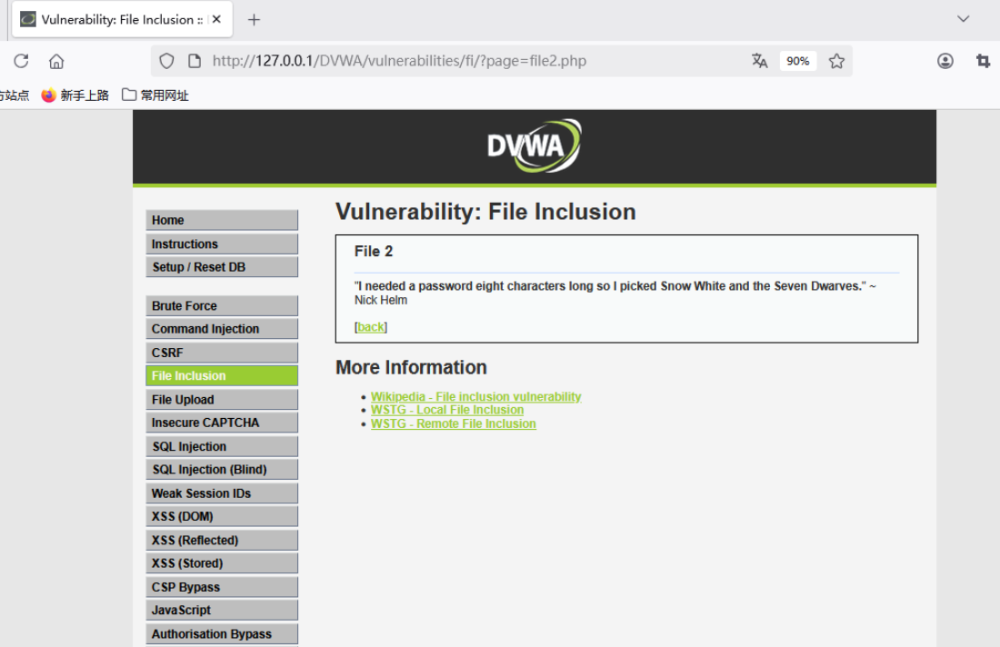 Vulnerability: File Inclusion ::
http://127.0.0.1/DVWA/vulnerabilities/fi/?page=file2.php
90%
站点
新手上路
常用网址
DVWA
Home
Instructions
Setup / Reset DB
Brute Force
Command Injection
CSRF
File Inclusion
File Upload
Insecure CAPTCHA
SQL Injection
SQL Injection (Blind)
Weak Session IDs
XSS (DOM)
XSS (Reflected)
XSS (Stored)
CSP Bypass
JavaScript
Authorisation Bypass
Vulnerability: File Inclusion
File 2
"I needed a password eight characters long so I picked Snow White and the Seven Dwarves." ~
Nick Helm
[back]
More Information
Wikipedia - File inclusion vulnerability
WSTG - Local File Inclusion
WSTG - Remote File Inclusion